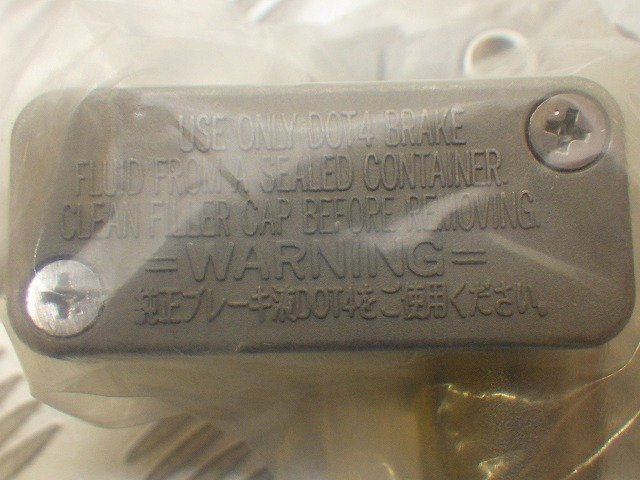 USE ONLY DOT4 BRAKE
FLUID FROM A SEALED CONTAINER.
CLEAN FILLER CAP BEFORE REMOVING.
=WARNING=
純正ブレーキ液DOT4をご使用ください。